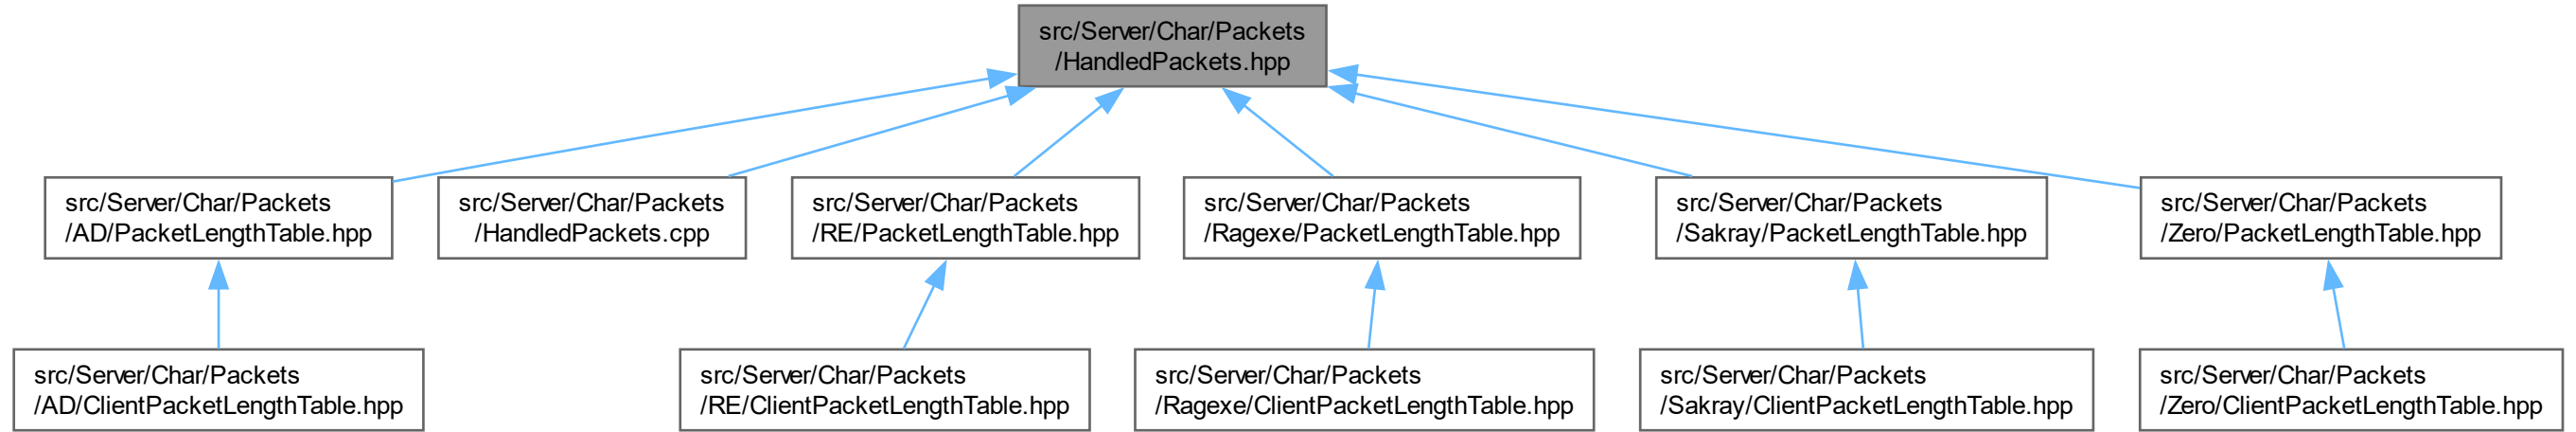 src/Server/Char/Packets
/HandledPackets.hpp
src/Server/Char/Packets
/AD/PacketLengthTable.hpp
src/Server/Char/Packets
/HandledPackets.cpp
src/Server/Char/Packets
/RE/PacketLengthTable.hpp
src/Server/Char/Packets
/Ragexe/PacketLengthTable.hpp
src/Server/Char/Packets
/Sakray/PacketLengthTable.hpp
src/Server/Char/Packets
/Zero/PacketLengthTable.hpp
src/Server/Char/Packets
/AD/ClientPacketLengthTable.hpp
src/Server/Char/Packets
/RE/ClientPacketLengthTable.hpp
src/Server/Char/Packets
/Ragexe/ClientPacketLengthTable.hpp
src/Server/Char/Packets
/Sakray/ClientPacketLengthTable.hpp
src/Server/Char/Packets
/Zero/ClientPacketLengthTable.hpp